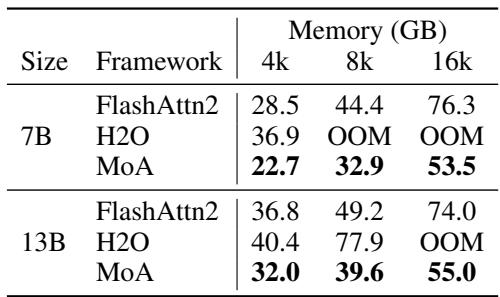 Memory (GB)
Size Framework 4k 8k 16k
FlashAttn2 28.5 44.4 76.3
7B H2O 36.9 OOM OOM
MoA 22.7 32.9 53.5
FlashAttn2 36.8 49.2 74.0
13B H2O 40.4 77.9 OOM
MoA 32.0 39.6 55.0